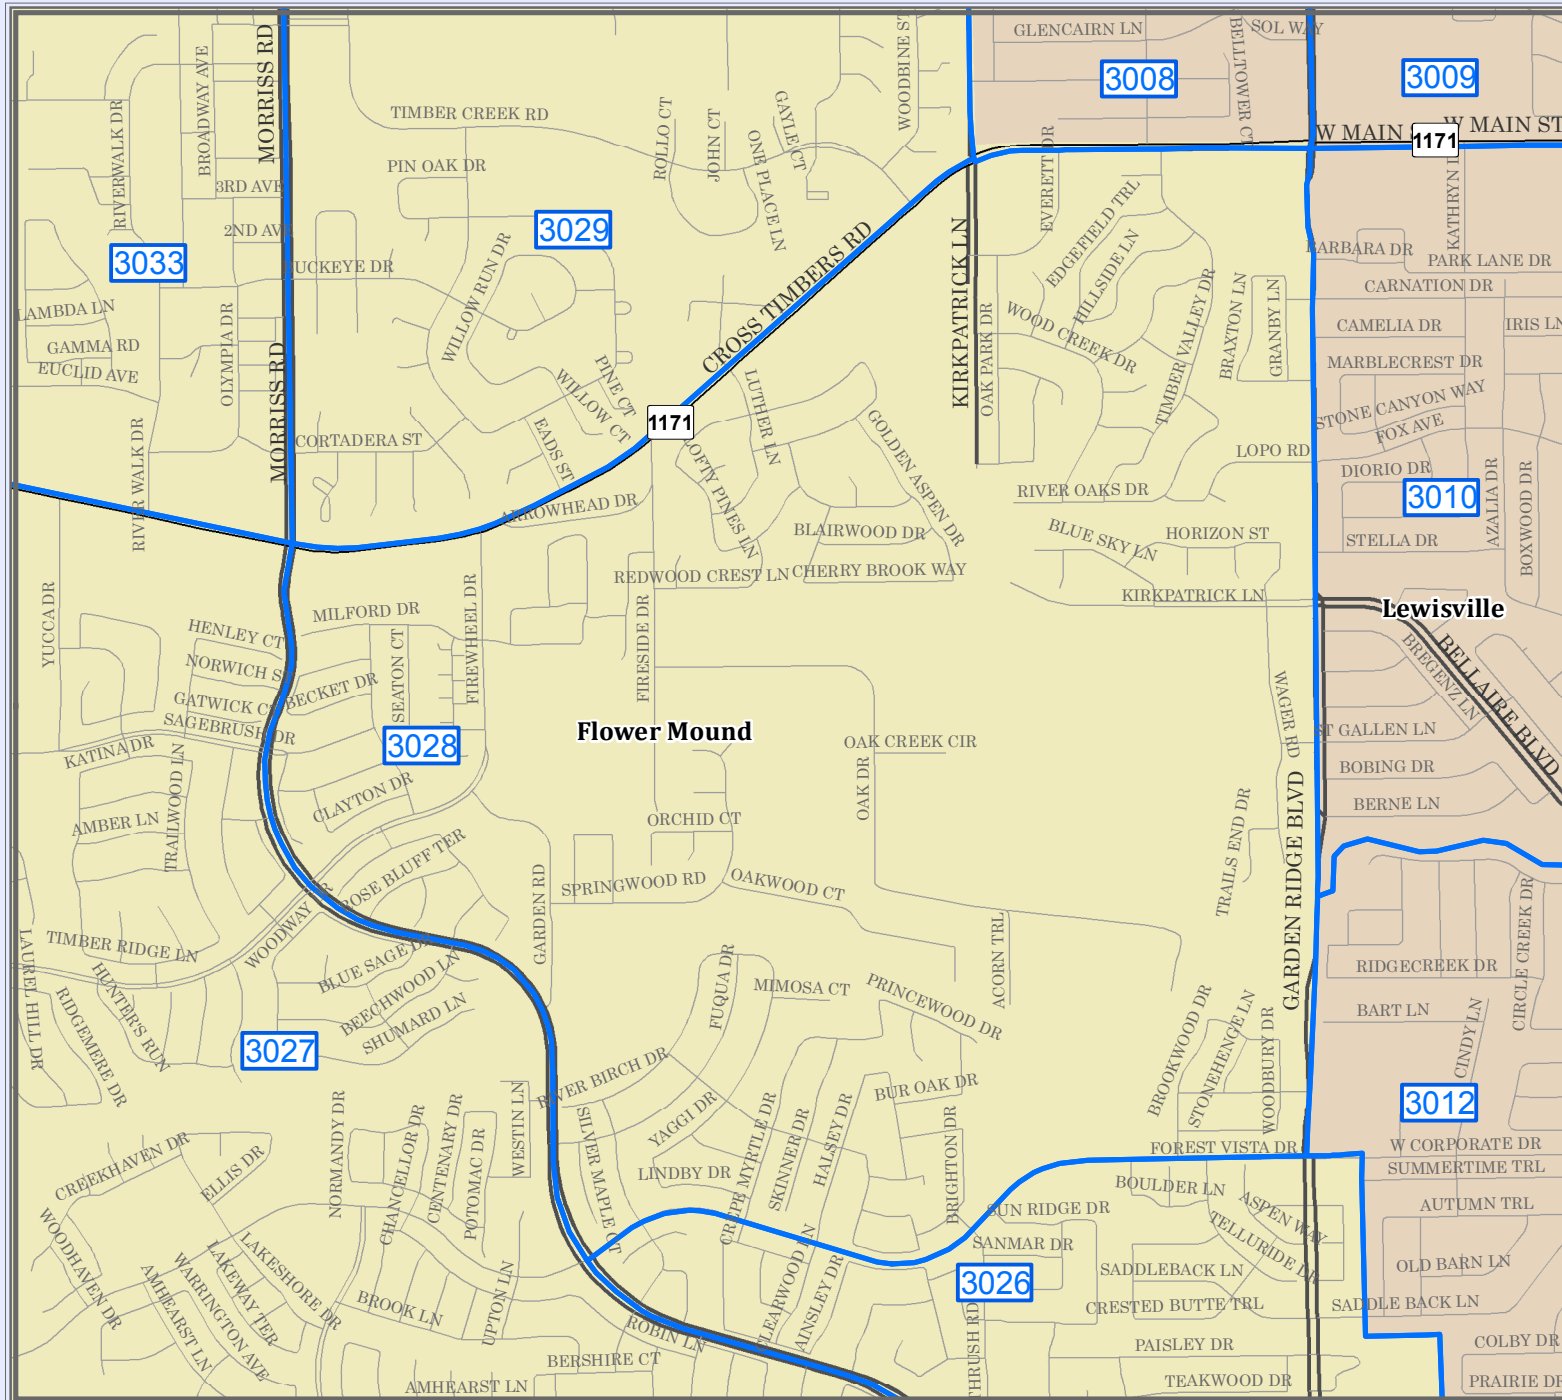 GLENCAIRN LN
SOL WAY
BELLTOWER CT
3008
3009
W MAIN ST
1171
MORRISS RD
BROADWAY AVE
RIVERWALK DR
TIMBER CREEK RD
ROLLO CT
JOHN CT
GAYLE CT
ONE PLACE LN
WOODBINE ST
PIN OAK DR
3RD AVE
2ND AVE
3033
3029
BUCKEYE DR
WILLOW RUN DR
LAMBDA LN
GAMMA RD
EUCLID AVE
OLYMPIA DR
MORRISS RD
RIVER WALK DR
CORTADERA ST
PINE CT
WILLOW CT
EADS ST
ARROWHEAD DR
CROSS TIMBERS RD
1171
KIRKPATRICK LN
EVERETT DR
EDGEFIELD TRL
HILLSIDE LN
OAK PARK DR
WOOD CREEK DR
TIMBER VALLEY DR
BRAXTON LN
GRANBY LN
KATHRYN
BARBARA DR
PARK LANE DR
CARNATION DR
CAMELIA DR
IRIS LN
MARBLECREST DR
STONE CANYON WAY
FOX AVE
LOPO RD
DIORIO DR
3010
AZALIA DR
BOXWOOD DR
STELLA DR
LUTHER LN
LOFTY PINES LN
GOLDEN ASPEN DR
BLAIRWOOD DR
REDWOOD CREST LN
CHERRY BROOK WAY
RIVER OAKS DR
BLUE SKY LN
HORIZON ST
KIRKPATRICK LN
Lewisville
BELLAIRE BLVD
BREGENZ LN
YUCCA DR
HENLEY CT
MILFORD DR
NORWICH S
SEATON CT
FIREWHEEL DR
FIRESIDE DR
GATWICK CT
BECKET DR
SAGEBRUSH DR
KATINA DR
3028
Flower Mound
OAK CREEK CIR
OAK DR
WAGER RD
ST GALLEN LN
BOBING DR
BERNE LN
TRAILWOOD LN
CLAYTON DR
AMBER LN
ORCHID CT
ROSE BLUFF TER
SPRINGWOOD RD
OAKWOOD CT
GARDEN RD
TRAILS END DR
GARDEN RIDGE BLVD
WOODWAY DR
TIMBER RIDGE LN
LAUREL HILL DR
BLUE SAGE DR
BEECHWOOD LN
SHUMARD LN
HUNTER'S RUN
RIDGEMERE DR
3027
FUQUA DR
MIMOSA CT
PRINCEWOOD DR
ACORN TRL
RIDGECREEK DR
CIRCLE CREEK DR
BART LN
CINDY LN
3012
BROOKWOOD DR
STONEHENGE LN
WOODBURY DR
RIVER BIRCH DR
BUR OAK DR
YAGGI DR
SILVER MAPLE CT
WESTIN LN
NORMANDY DR
CHANCELLOR DR
CENTENARY DR
POTOMAC DR
CREEKHAVEN DR
ELLIS DR
LINDBY DR
CREPE MYRTLE DR
SKINNER DR
HALSEY DR
BRIGHTON DR
FOREST VISTA DR
W CORPORATE DR
SUMMERTIME TRL
AUTUMN TRL
BOULDER LN
ASPEN WAY
TELLURIDE DR
SUN RIDGE DR
SANMAR DR
3026
SADDLEBACK LN
CRESTED BUTTE TRL
OLD BARN LN
SADDLE BACK LN
WOODHAVEN DR
AMHEARST LN
WARRINGTON AVE
LAKEWAY TER
LAKESHORE DR
BROOK LN
UPTON LN
ROBIN LN
CLEARWOOD LN
AINSLEY DR
THRUSH RD
PAISLEY DR
COLBY DR
BERSHIRE CT
AMHEARST LN
TEAKWOOD DR
PRAIRIE DR